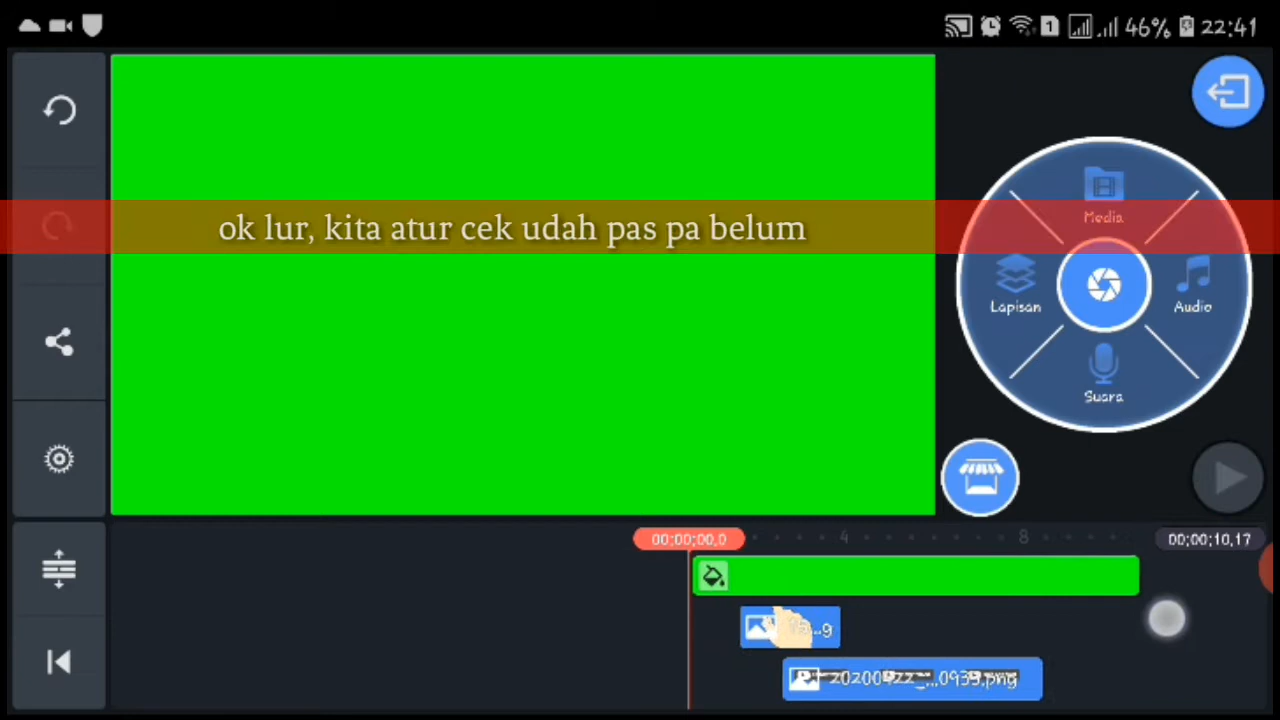 1 46% 22:41
Media
ok lur, kita atur cek udah pas pa belum
Lapisan
Audio
Suara
00;00;00,0
4
8
00;00;10,17